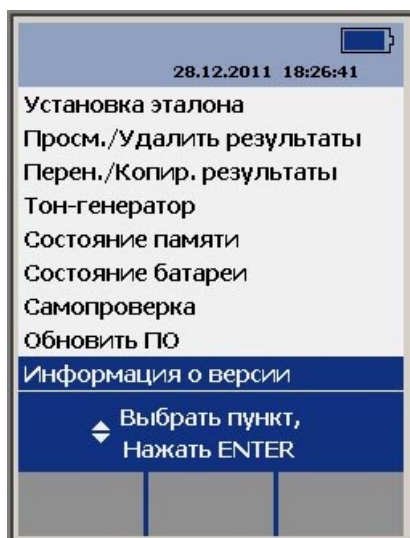 28.12.2011 18:26:41
Установка эталона
Просм./Удалить результаты
Перен./Копир. результаты
Тон-генератор
Состояние памяти
Состояние батареи
Самопроверка
Обновить ПО
Информация о версии
Выбрать пункт,
Нажать ENTER